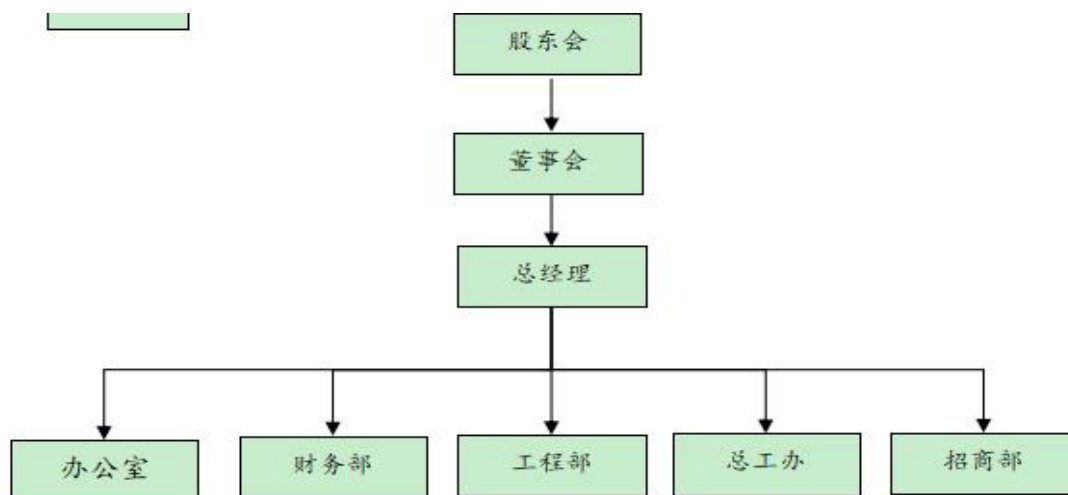 股东会
董事会
总经理
办公室
财务部
工程部
总工办
招商部